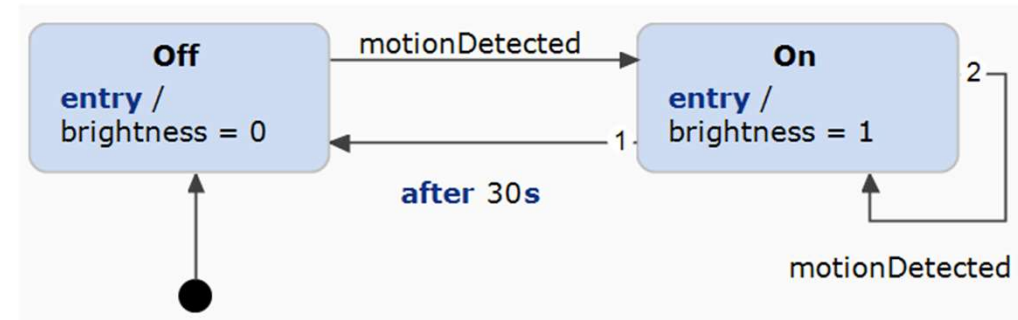 Off
entry /
brightness = 0
motionDetected
On
entry /
brightness = 1
2
1
after 30s
motionDetected